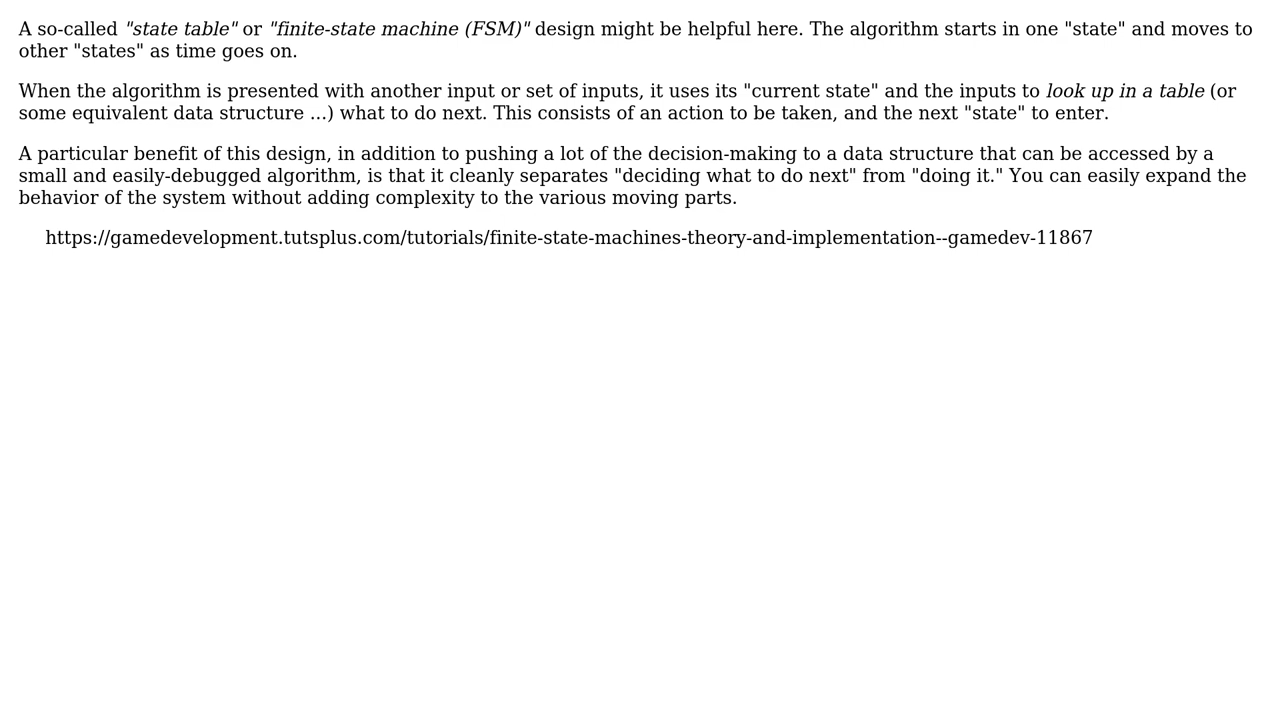 A so-called "state table" or "finite-state machine (FSM)" design might be helpful here. The algorithm starts in one "state" and moves to
other "states" as time goes on.
When the algorithm is presented with another input or set of inputs, it uses its "current state" and the inputs to look up in a table (or
some equivalent data structure ...) what to do next. This consists of an action to be taken, and the next "state" to enter.
A particular benefit of this design, in addition to pushing a lot of the decision-making to a data structure that can be accessed by a
small and easily-debugged algorithm, is that it cleanly separates "deciding what to do next" from "doing it." You can easily expand the
behavior of the system without adding complexity to the various moving parts.
https://gamedevelopment.tutsplus.com/tutorials/finite-state-machines-theory-and-implementation--gamedev-11867